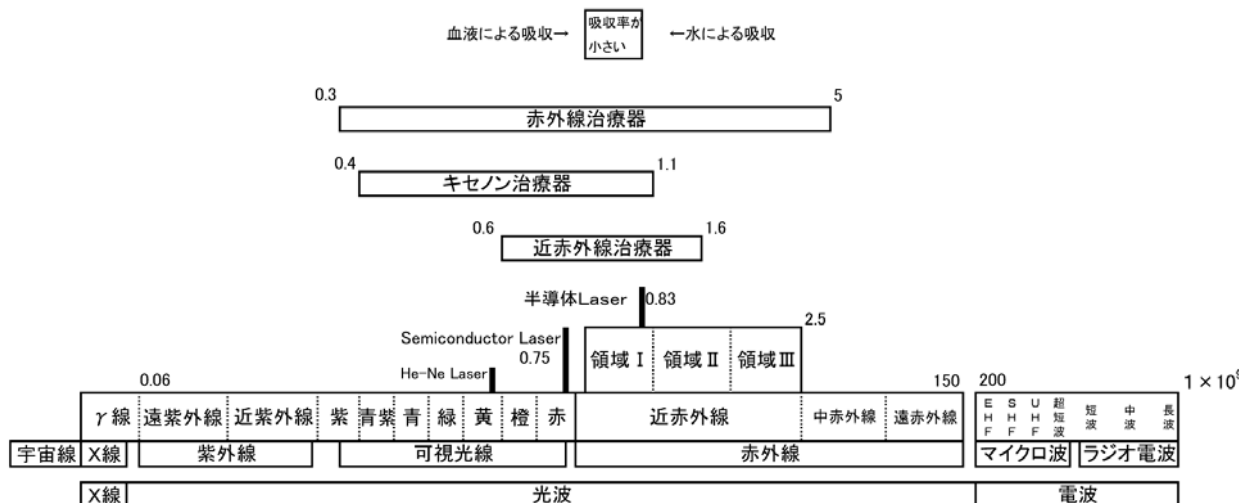 血液による吸収→
吸収率が
小さい
←水による吸収
0.3
5
赤外線治療器
0.4
1.1
キセノン治療器
0.6
1.6
近赤外線治療器
半導体Laser
0.83
Semiconductor Laser
0.75
He-Ne Laser
2.5
領域Ⅰ
領域Ⅱ
領域Ⅲ
0.06
150
200
1×10⁹
γ線
遠紫外線
近紫外線
紫
青紫
青
緑
黄
橙
赤
近赤外線
中赤外線
遠赤外線
EHF
SHF
UHF
超短波
短波
中波
長波
宇宙線
X線
紫外線
可視光線
赤外線
マイクロ波
ラジオ電波
X線
光波
電波